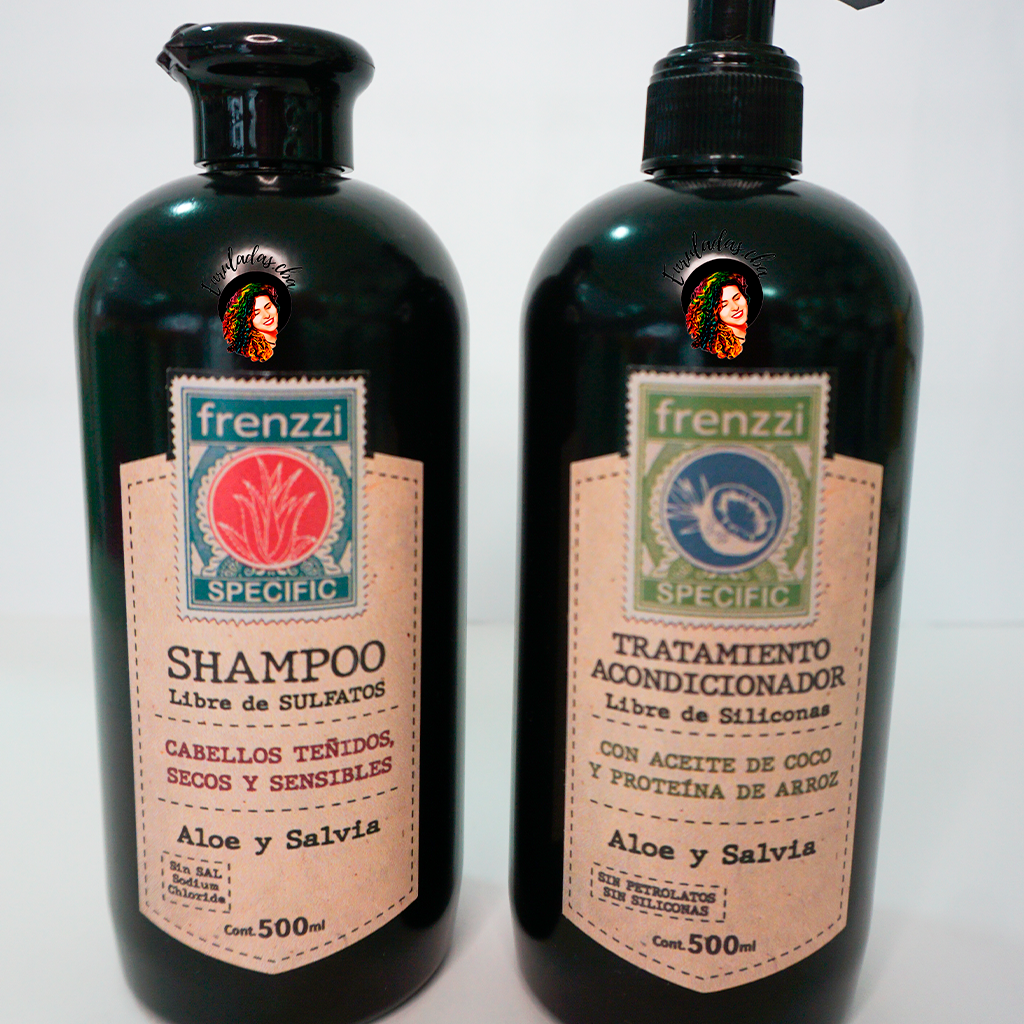 frenzzi
SPECIFIC
SHAMPOO
Libre de SULFATOS
CABELLOS TEÑIDOS,
SECOS Y SENSIBLES
Aloe y Salvia
Sin SAL
Sodium
Chloride
Cont. 500ml
frenzzi
SPECIFIC
TRATAMIENTO
ACONDICIONADOR
Libre de Siliconas
CON ACEITE DE COCO
Y PROTEÍNA DE ARROZ
Aloe y Salvia
SIN PETROLATOS
SIN SILICONAS
Cont. 500ml